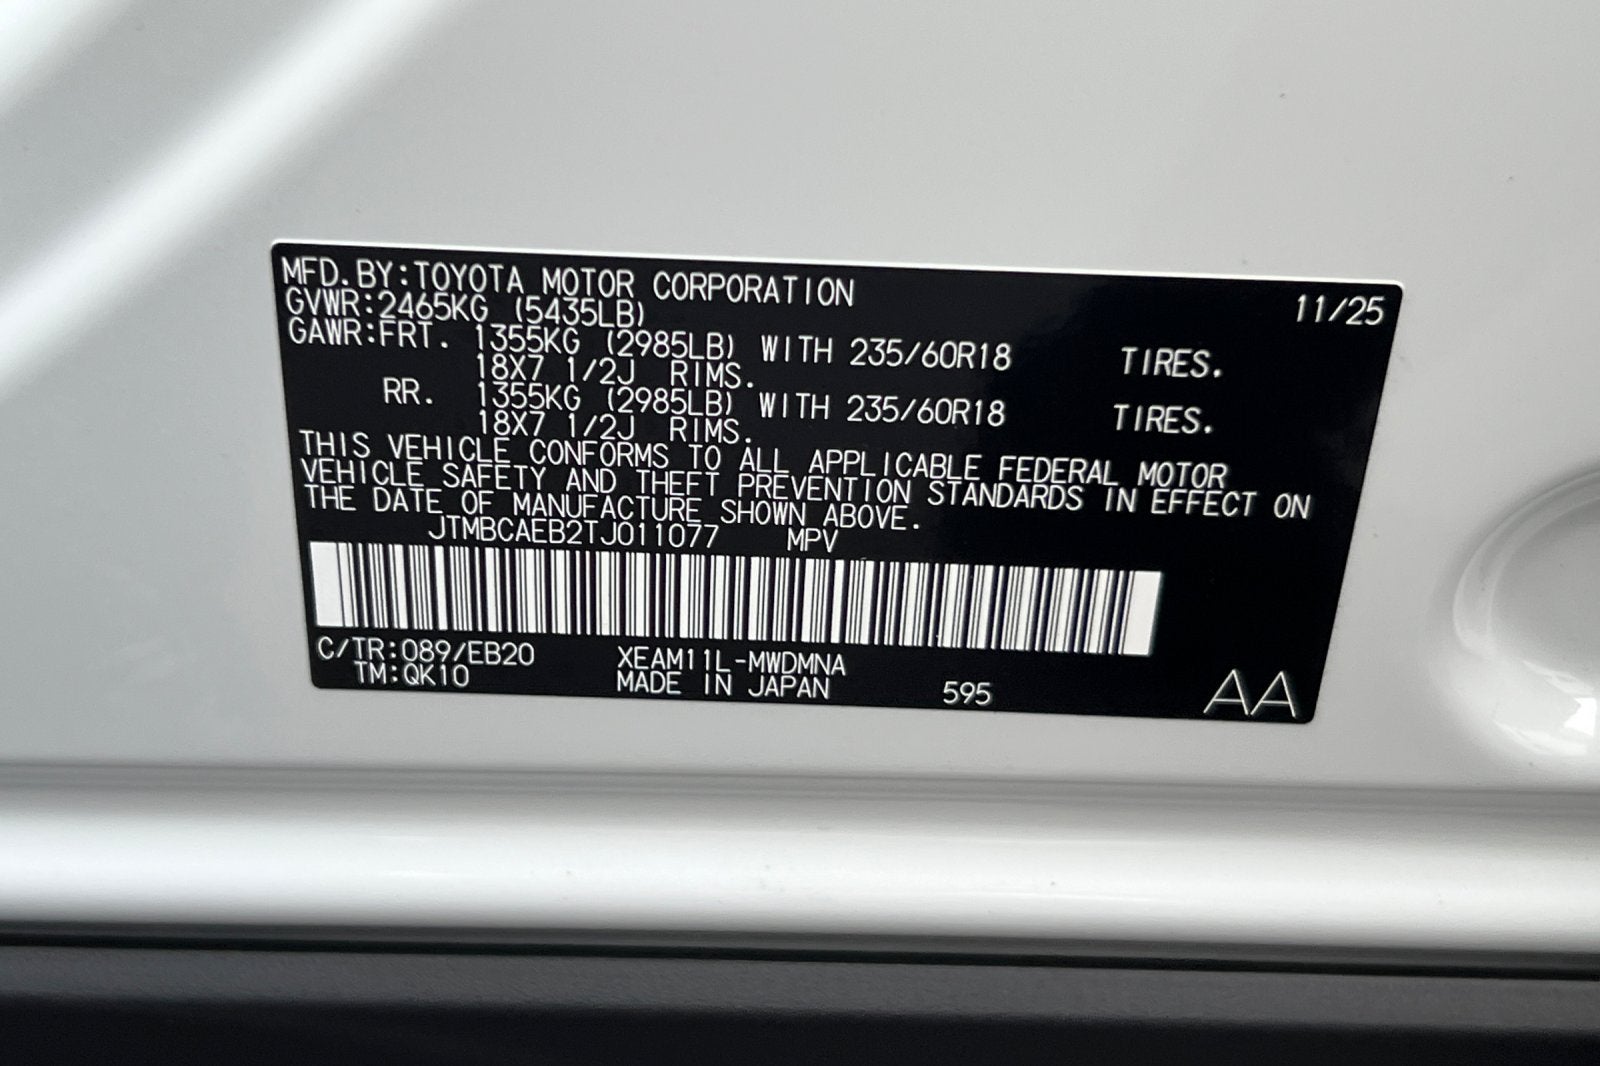 MFD.BY:TOYOTA MOTOR CORPORATION 11/25
GVWR:2465KG (5435LB)
GAWR:FRT. 1355KG (2985LB) WITH 235/60R18 TIRES.
18X7 1/2J RIMS.
RR. 1355KG (2985LB) WITH 235/60R18 TIRES.
18X7 1/2J RIMS.
THIS VEHICLE CONFORMS TO ALL APPLICABLE FEDERAL MOTOR
VEHICLE SAFETY AND THEFT PREVENTION STANDARDS IN EFFECT ON
THE DATE OF MANUFACTURE SHOWN ABOVE.
JTMBCAEB2TJ011077 MPV
C/TR:089/EB20 XEAM11L-MWDMNA
TM:QK10 MADE IN JAPAN 595 AA